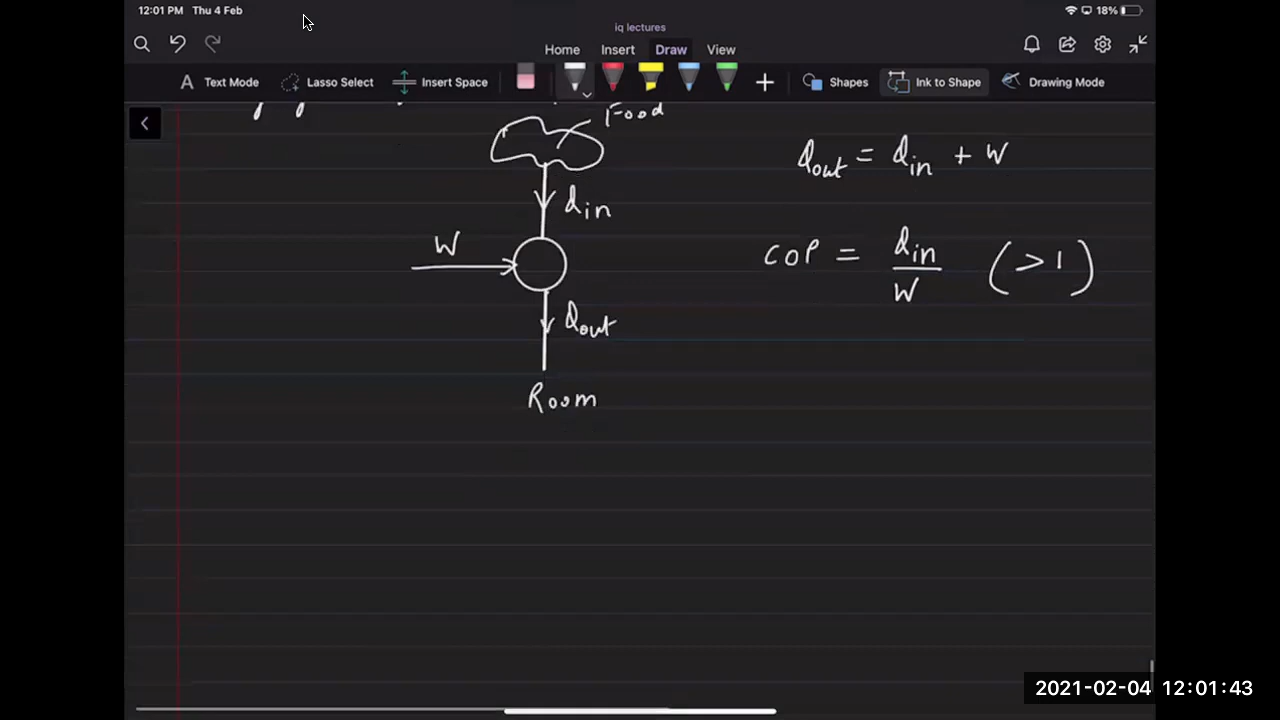 12:01 PM Thu 4 Feb
18%
iq lectures
Home Insert Draw View
Text Mode Lasso Select Insert Space Shapes Ink to Shape Drawing Mode
Food
Qout = Qin + W
Qin
W
COP = Qin / W (>1)
Qout
Room
2021-02-04 12:01:43